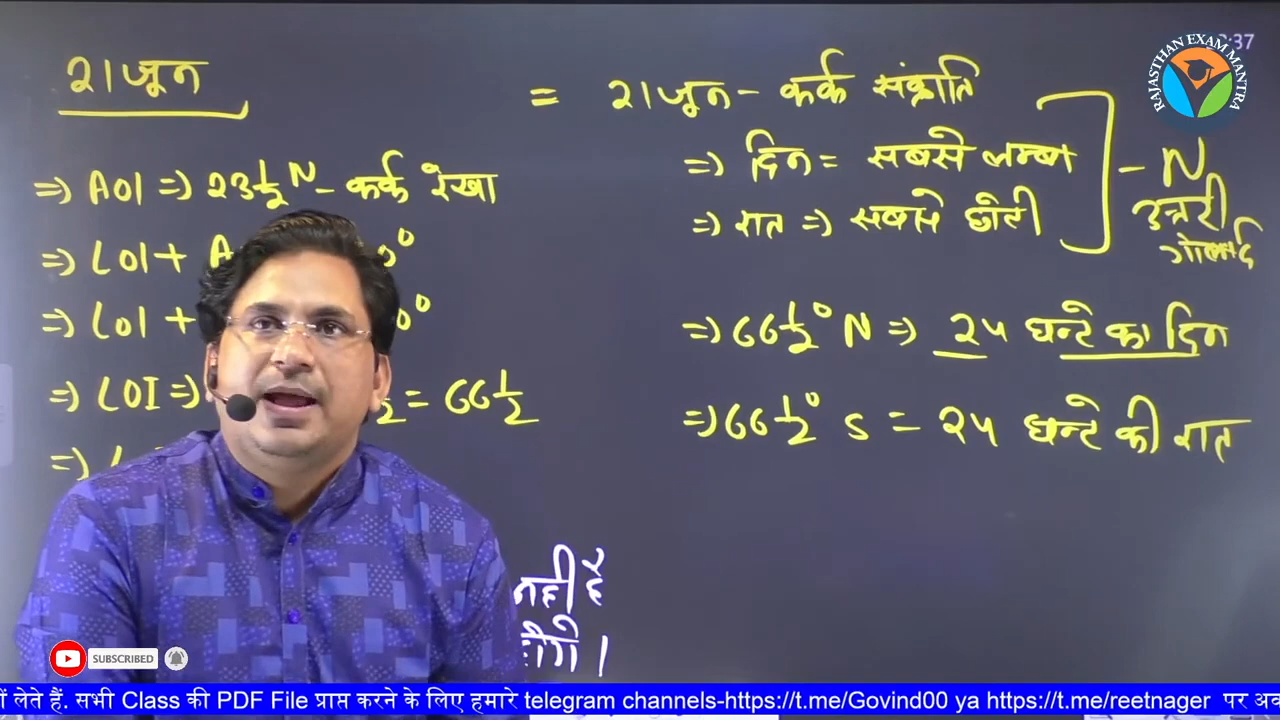 21 जून
⇒ AOI ⇒ 23½ N - कर्क रेखा
⇒ LOI + A
⇒ LOI +
⇒ LOI ⇒ = 66½
⇒ L
= 21 जून - कर्क संक्राति
⇒ दिन = सबसे लम्बा
⇒ रात ⇒ सबसे छोटी
- N
उत्तरी
गोलार्द्ध
⇒ 66½° N ⇒ 24 घन्टे का दिन
⇒ 66½° S = 24 घन्टे की रात
नही है
होगी ।
:37
RAJASTHAN EXAM MANTRA
SUBSCRIBED
लेते हैं. सभी Class की PDF File प्राप्त करने के लिए हमारे telegram channels-https://t.me/Govind00 ya https://t.me/reetnager पर